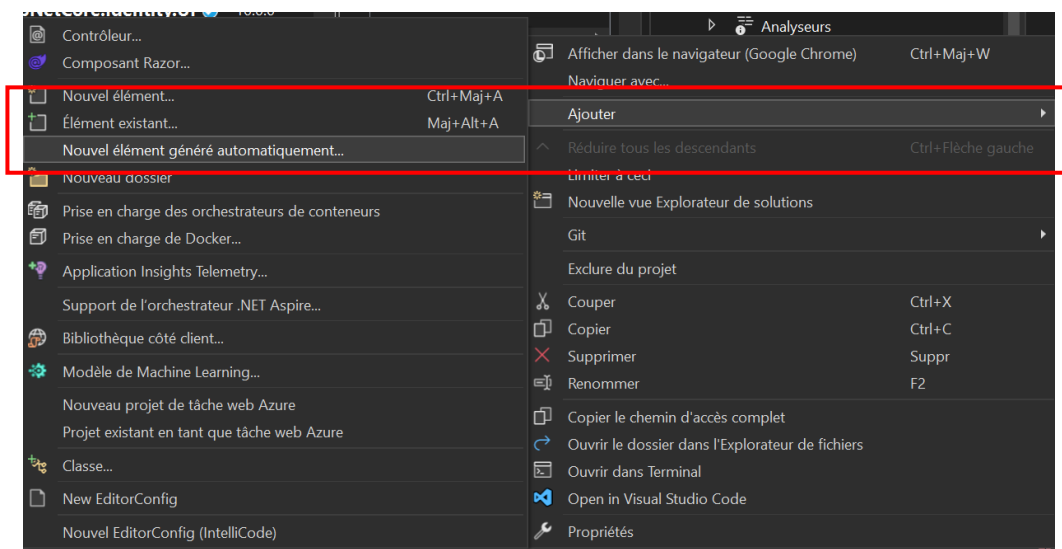 NetCore.Identity.UI
Analyseurs
Contrôleur...
Composant Razor...
Nouvel élément... Ctrl+Maj+A
Élément existant... Maj+Alt+A
Nouvel élément généré automatiquement...
Nouveau dossier
Prise en charge des orchestrateurs de conteneurs
Prise en charge de Docker...
Application Insights Telemetry...
Support de l'orchestrateur .NET Aspire...
Bibliothèque côté client...
Modèle de Machine Learning...
Nouveau projet de tâche web Azure
Projet existant en tant que tâche web Azure
Classe...
New EditorConfig
Nouvel EditorConfig (IntelliCode)
Afficher dans le navigateur (Google Chrome) Ctrl+Maj+W
Naviguer avec...
Ajouter
Réduire tous les descendants Ctrl+Flèche gauche
Limiter à ceci
Nouvelle vue Explorateur de solutions
Git
Exclure du projet
Couper Ctrl+X
Copier Ctrl+C
Supprimer Suppr
Renommer F2
Copier le chemin d'accès complet
Ouvrir le dossier dans l'Explorateur de fichiers
Ouvrir dans Terminal
Open in Visual Studio Code
Propriétés